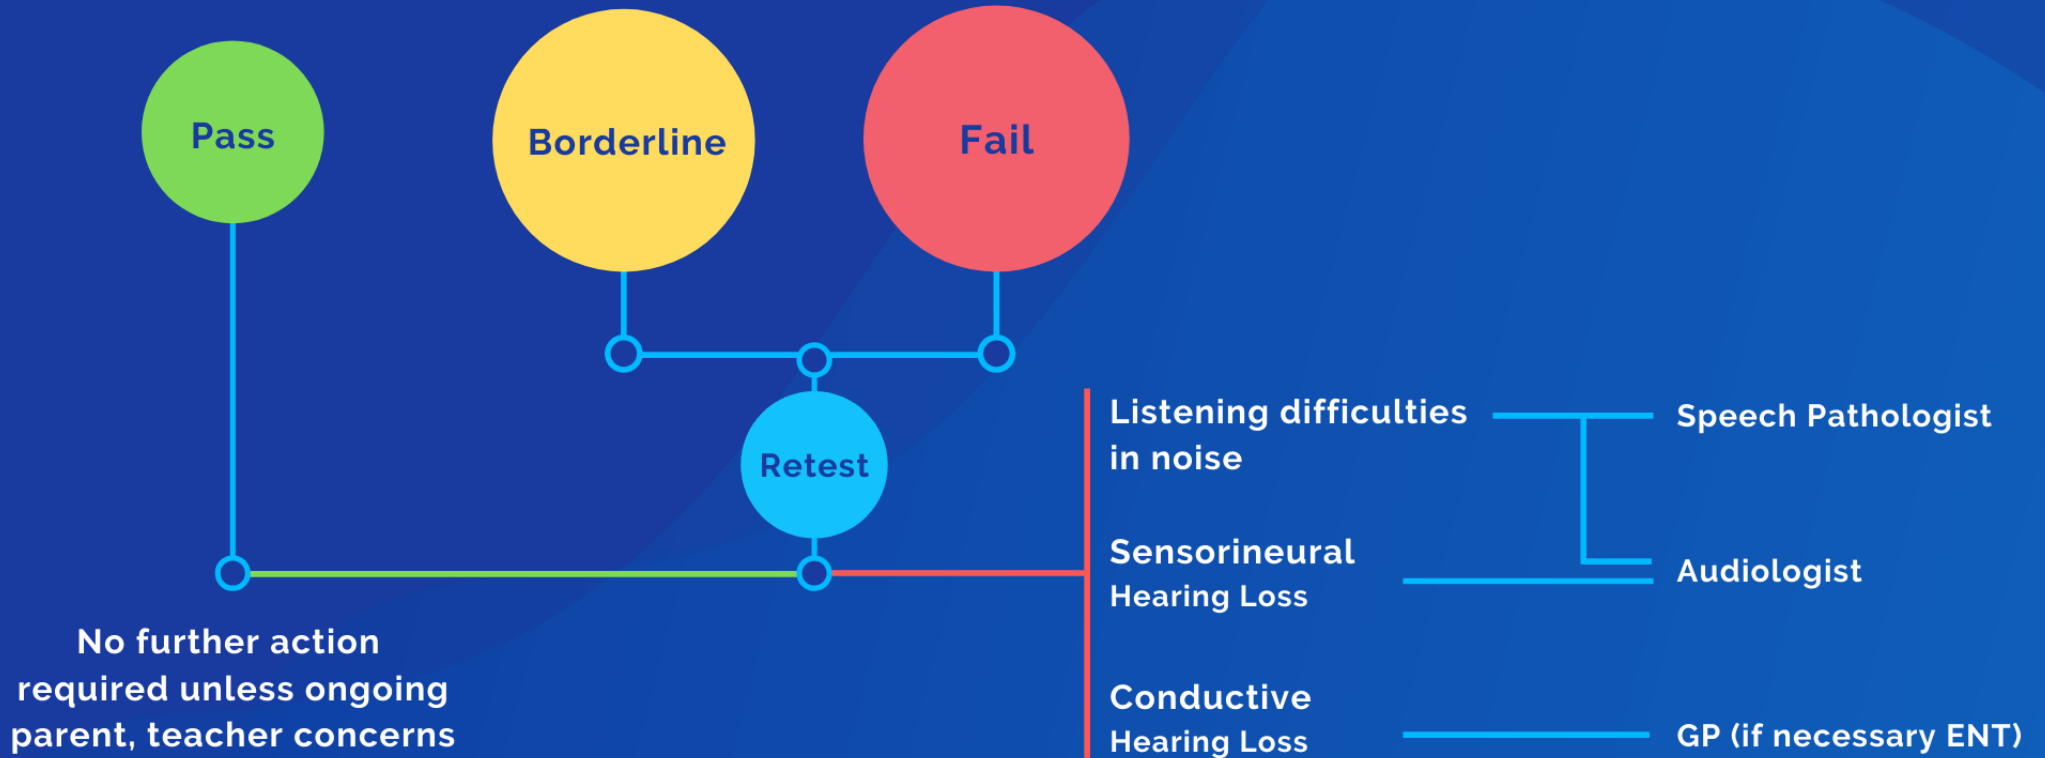 Pass
Borderline
Fail
Retest
Listening difficulties
in noise
Speech Pathologist
Sensorineural
Hearing Loss
Audiologist
Conductive
Hearing Loss
GP (if necessary ENT)
No further action
required unless ongoing
parent, teacher concerns